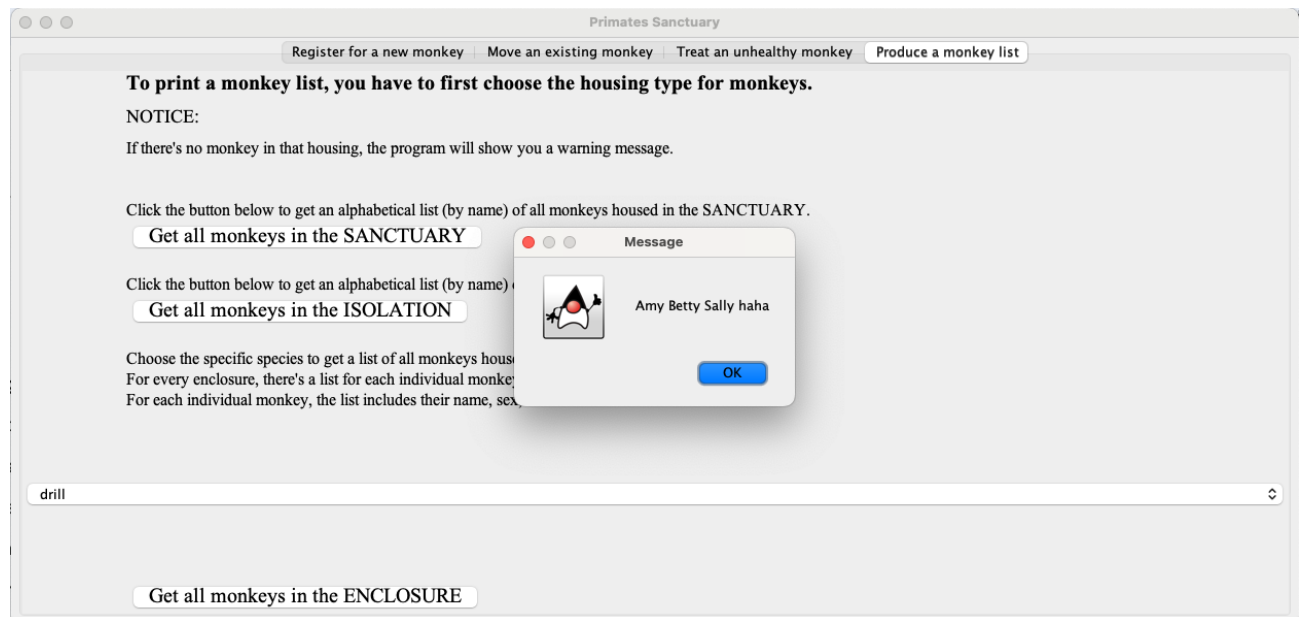 Primates Sanctuary
Register for a new monkey Move an existing monkey Treat an unhealthy monkey Produce a monkey list
To print a monkey list, you have to first choose the housing type for monkeys.
NOTICE:
If there's no monkey in that housing, the program will show you a warning message.
Click the button below to get an alphabetical list (by name) of all monkeys housed in the SANCTUARY.
Get all monkeys in the SANCTUARY
Message
Click the button below to get an alphabetical list (by name)
Amy Betty Sally haha
Get all monkeys in the ISOLATION
Choose the specific species to get a list of all monkeys
OK
For every enclosure, there's a list for each individual
For each individual monkey, the list includes their name, sex,
drill
Get all monkeys in the ENCLOSURE